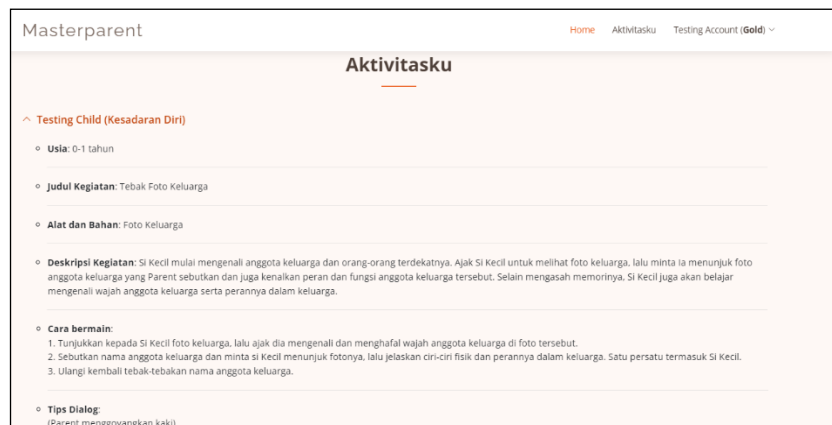 Masterparent
Home Aktivitasku Testing Account (Gold)
Aktivitasku
Testing Child (Kesadaran Diri)
Usia: 0-1 tahun
Judul Kegiatan: Tebak Foto Keluarga
Alat dan Bahan: Foto Keluarga
Deskripsi Kegiatan: Si Kecil mulai mengenali anggota keluarga dan orang-orang terdekatnya. Ajak Si Kecil untuk melihat foto keluarga, lalu minta ia menunjuk foto
anggota keluarga yang Parent sebutkan dan juga kenalkan peran dan fungsi anggota keluarga tersebut. Selain mengasah memorinya, Si Kecil juga akan belajar
mengenali wajah anggota keluarga serta perannya dalam keluarga.
Cara bermain:
1. Tunjukkan kepada Si Kecil foto keluarga, lalu ajak dia mengenali dan menghafal wajah anggota keluarga di foto tersebut.
2. Sebutkan nama anggota keluarga dan minta si Kecil menunjuk fotonya, lalu jelaskan ciri-ciri fisik dan perannya dalam keluarga. Satu persatu termasuk Si Kecil.
3. Ulangi kembali tebak-tebakan nama anggota keluarga.
Tips Dialog:
(Parent menggoyangkan kaki)